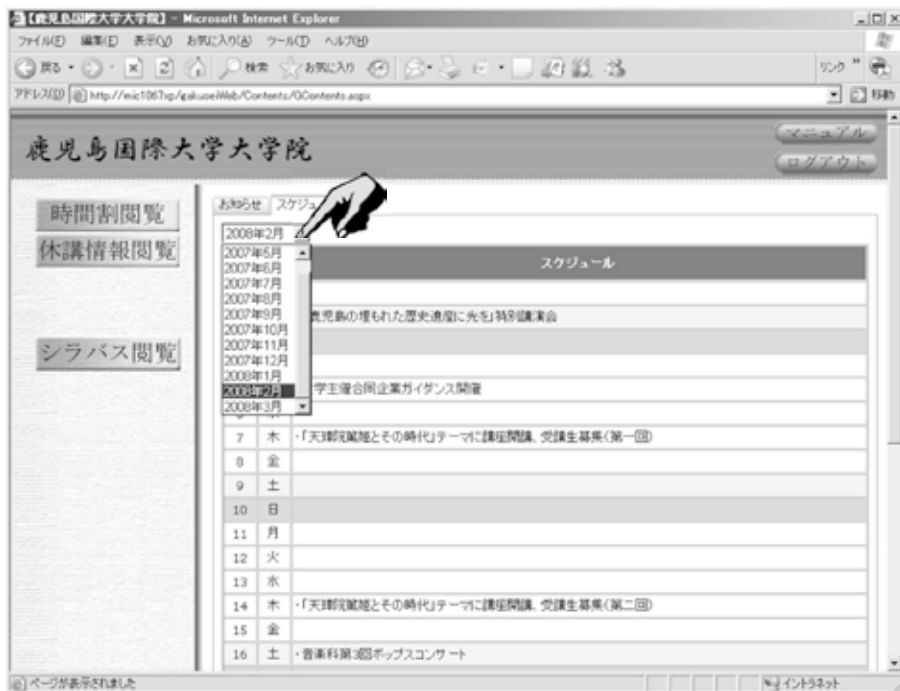 【鹿児島国際大学大学院】 - Microsoft Internet Explorer
ファイル(F) 編集(E) 表示(V) お気に入り(A) ツール(T) ヘルプ(H)
戻る 検索 お気に入り リンク
アドレス(D) http://mic1067xp/gakuseiWeb/Contents/GContents.aspx 移動
鹿児島国際大学大学院
マニュアル
ログアウト
時間割閲覧
休講情報閲覧
シラバス閲覧
お知らせ スケジュ
2008年2月
2007年5月
2007年6月
2007年7月
2007年8月
2007年9月
2007年10月
2007年11月
2007年12月
2008年1月
2008年2月
2008年3月
スケジュール
鹿児島の埋もれた歴史遺産に光を」特別講演会
学主催合同企業ガイダンス開催
7 木 ・「天璋院篤姫とその時代」テーマに講座開講、受講生募集(第一回)
8 金
9 土
10 日
11 月
12 火
13 水
14 木 ・「天璋院篤姫とその時代」テーマに講座開講、受講生募集(第二回)
15 金
16 土 ・音楽科第3回ポップスコンサート
ページが表示されました イントラネット